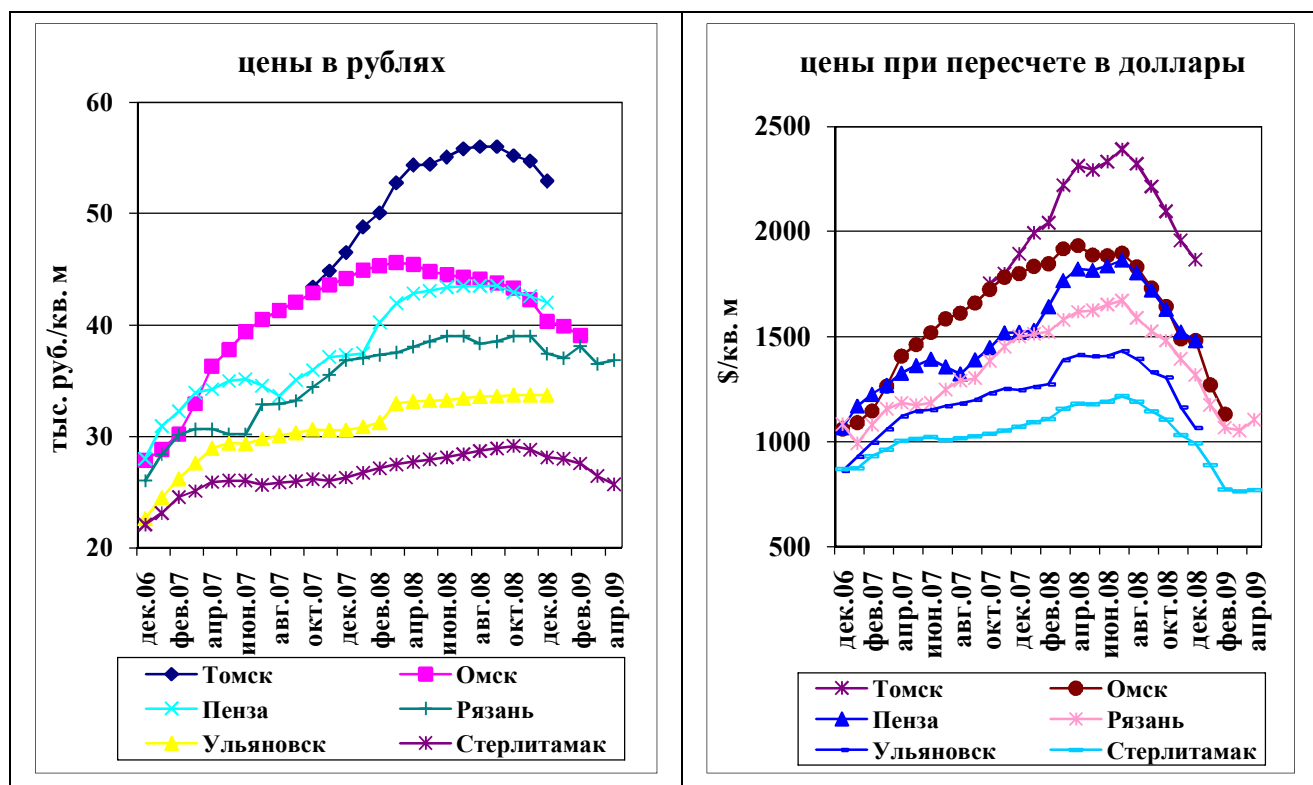 цены в рублях
тыс. руб./кв. м
60
50
40
30
20
дек.06
фев.07
апр.07
июн.07
авг.07
окт.07
дек.07
фев.08
апр.08
июн.08
авг.08
окт.08
дек.08
фев.09
апр.09
Томск
Омск
Пенза
Рязань
Ульяновск
Стерлитамак
цены при пересчете в доллары
$/кв. м
2500
2000
1500
1000
500
дек.06
фев.07
апр.07
июн.07
авг.07
окт.07
дек.07
фев.08
апр.08
июн.08
авг.08
окт.08
дек.08
фев.09
апр.09
Томск
Омск
Пенза
Рязань
Ульяновск
Стерлитамак